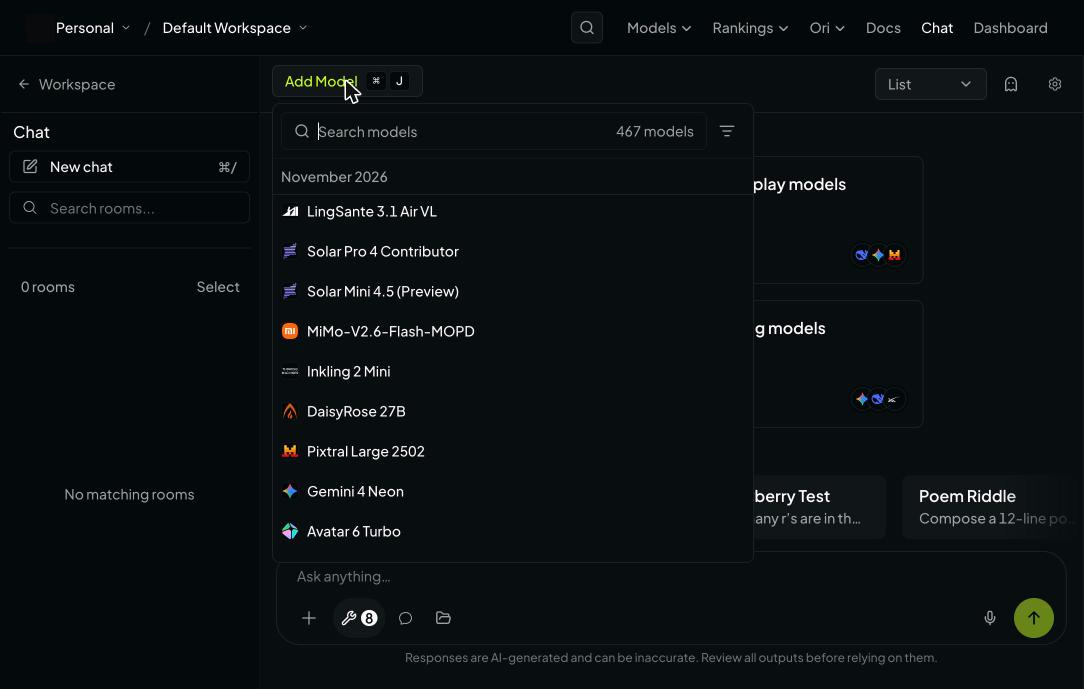 Personal / Default Workspace
Models Rankings Ori Docs Chat Dashboard
Workspace
Add Model ⌘ J
List
Chat
New chat ⌘/
Search rooms...
0 rooms Select
No matching rooms
Search models 467 models
November 2026
LingSante 3.1 Air VL
Solar Pro 4 Contributor
Solar Mini 4.5 (Preview)
MiMo-V2.6-Flash-MOPD
Inkling 2 Mini
DaisyRose 27B
Pixtral Large 2502
Gemini 4 Neon
Avatar 6 Turbo
play models
g models
berry Test
any r's are in th...
Poem Riddle
Compose a 12-line po...
Ask anything...
8
Responses are AI-generated and can be inaccurate. Review all outputs before relying on them.